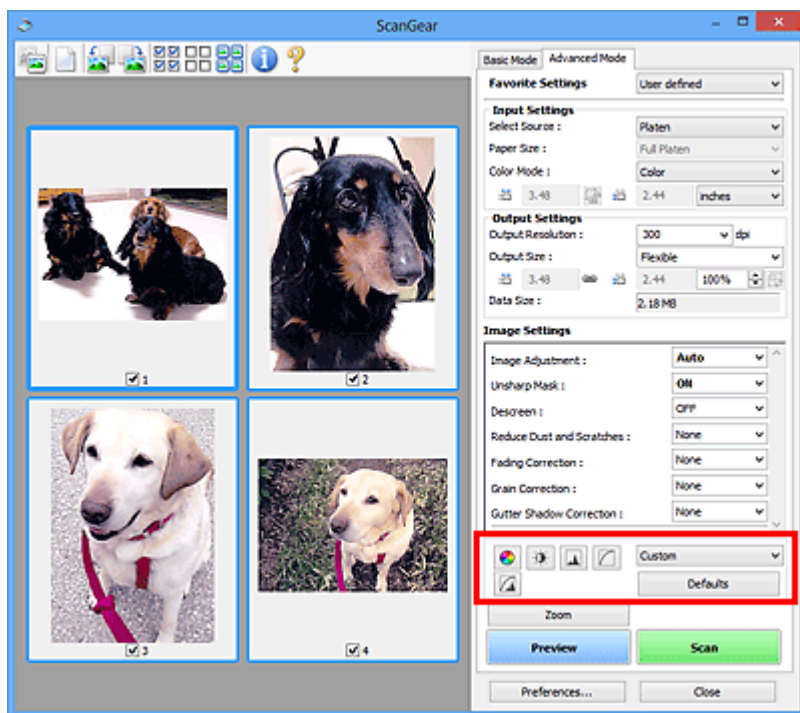 ScanGear
Basic Mode Advanced Mode
Favorite Settings User defined
Input Settings
Select Source : Platen
Paper Size : Full Platen
Color Mode : Color
3.48 2.44 inches
Output Settings
Output Resolution : 300 dpi
Output Size : Flexible
3.48 2.44 100%
Data Size : 2.18 MB
Image Settings
Image Adjustment : Auto
Unsharp Mask : ON
Descreen : OFF
Reduce Dust and Scratches : None
Fading Correction : None
Grain Correction : None
Gutter Shadow Correction : None
Custom
Defaults
Zoom
Preview Scan
Preferences... Close
1
2
3
4